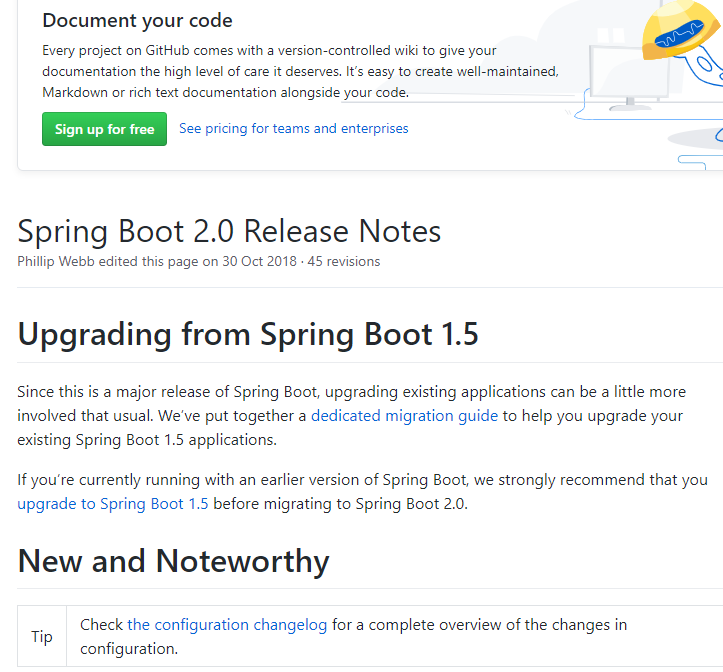 Document your code
Every project on GitHub comes with a version-controlled wiki to give your
documentation the high level of care it deserves. It’s easy to create well-maintained,
Markdown or rich text documentation alongside your code.
Sign up for free See pricing for teams and enterprises
Spring Boot 2.0 Release Notes
Phillip Webb edited this page on 30 Oct 2018 · 45 revisions
Upgrading from Spring Boot 1.5
Since this is a major release of Spring Boot, upgrading existing applications can be a little more
involved that usual. We’ve put together a dedicated migration guide to help you upgrade your
existing Spring Boot 1.5 applications.
If you’re currently running with an earlier version of Spring Boot, we strongly recommend that you
upgrade to Spring Boot 1.5 before migrating to Spring Boot 2.0.
New and Noteworthy
Tip
Check the configuration changelog for a complete overview of the changes in
configuration.